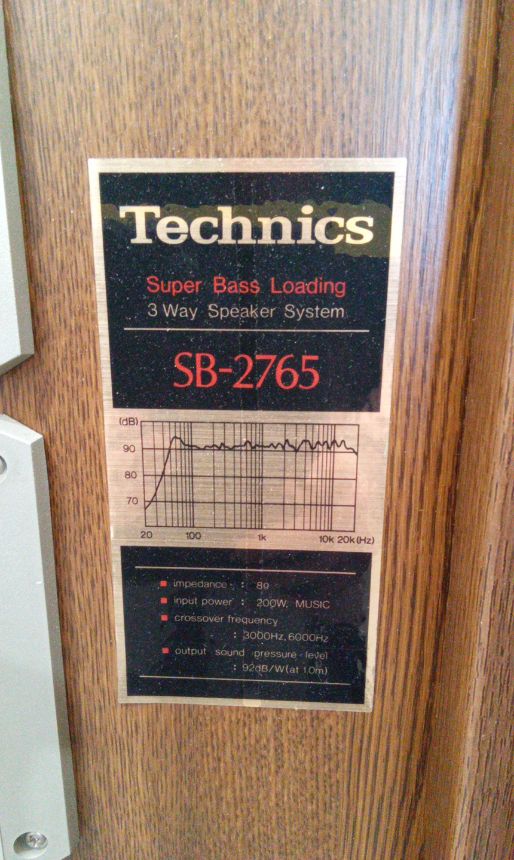 Technics
Super Bass Loading
3 Way Speaker System
SB-2765
(dB)
90
80
70
20 100 1k 10k 20k (Hz)
impedance : 8Ω
input power : 200W, MUSIC
crossover frequency
: 3000Hz, 6000Hz
output sound pressure level
: 92dB/W (at 1.0m)